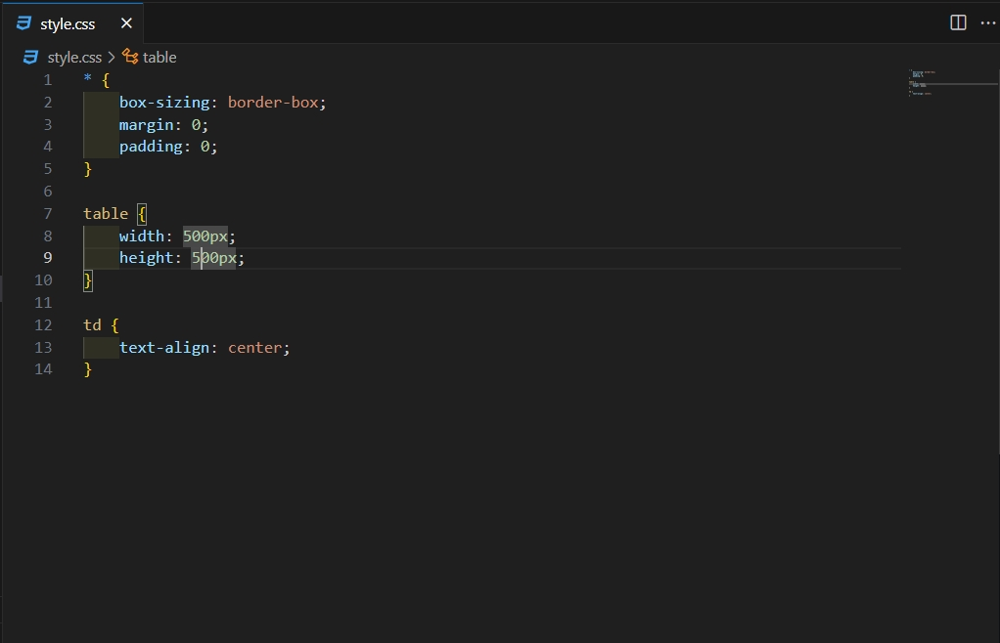 style.css
style.css > table
1 * {
2     box-sizing: border-box;
3     margin: 0;
4     padding: 0;
5 }
6
7 table {
8     width: 500px;
9     height: 500px;
10 }
11
12 td {
13     text-align: center;
14 }